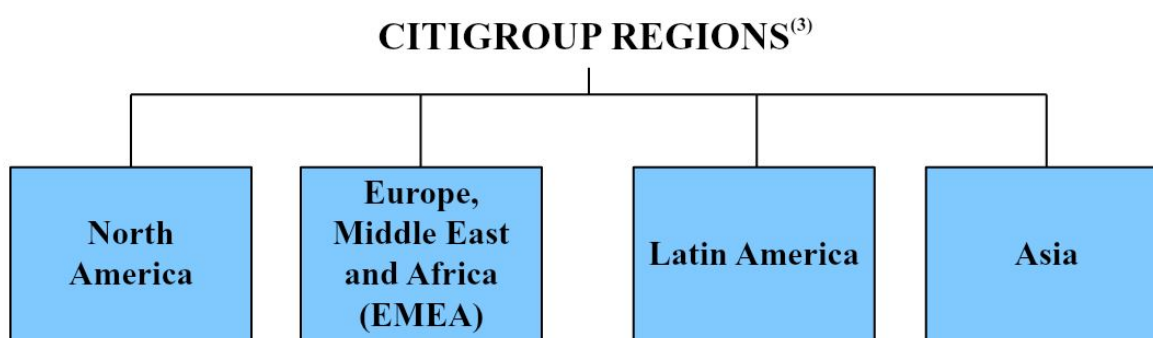 CITIGROUP REGIONS(3)
North
America
Europe,
Middle East
and Africa
(EMEA)
Latin America
Asia